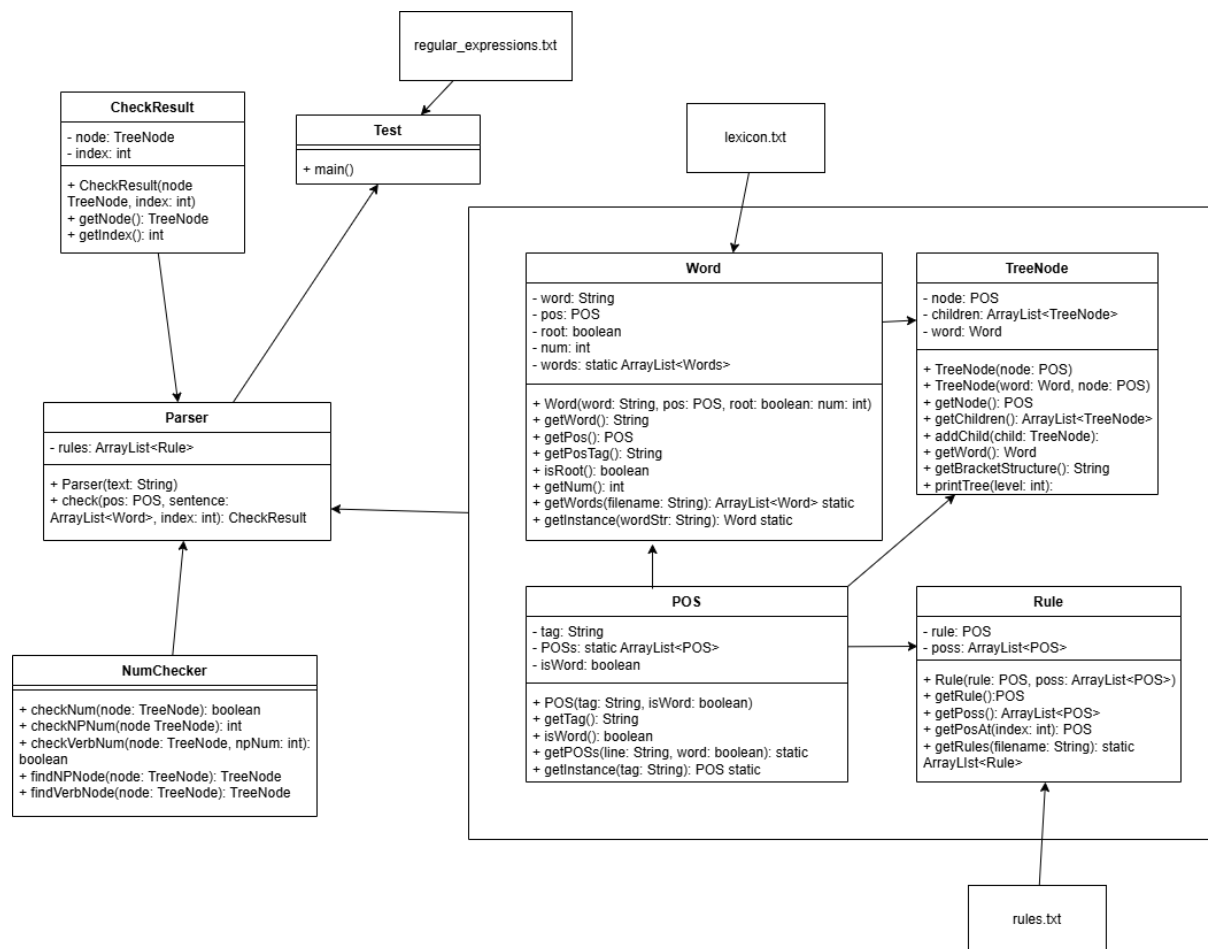 regular_expressions.txt
CheckResult
- node: TreeNode
- index: int
+ CheckResult(node
TreeNode, index: int)
+ getNode(): TreeNode
+ getIndex(): int
Test
+ main()
lexicon.txt
Word
- word: String
- pos: POS
- root: boolean
- num: int
- words: static ArrayList<Words>
+ Word(word: String, pos: POS, root: boolean: num: int)
+ getWord(): String
+ getPos(): POS
+ getPosTag(): String
+ isRoot(): boolean
+ getNum(): int
+ getWords(filename: String): ArrayList<Word> static
+ getInstance(wordStr: String): Word static
TreeNode
- node: POS
- children: ArrayList<TreeNode>
- word: Word
+ TreeNode(node: POS)
+ TreeNode(word: Word, node: POS)
+ getNode(): POS
+ getChildren(): ArrayList<TreeNode>
+ addChild(child: TreeNode):
+ getWord(): Word
+ getBracketStructure(): String
+ printTree(level: int):
Parser
- rules: ArrayList<Rule>
+ Parser(text: String)
+ check(pos: POS, sentence:
ArrayList<Word>, index: int): CheckResult
POS
- tag: String
- POSs: static ArrayList<POS>
- isWord: boolean
+ POS(tag: String, isWord: boolean)
+ getTag(): String
+ isWord(): boolean
+ getPOSs(line: String, word: boolean): static
+ getInstance(tag: String): POS static
Rule
- rule: POS
- poss: ArrayList<POS>
+ Rule(rule: POS, poss: ArrayList<POS>)
+ getRule():POS
+ getPoss(): ArrayList<POS>
+ getPosAt(index: int): POS
+ getRules(filename: String): static
ArrayLIst<Rule>
NumChecker
+ checkNum(node: TreeNode): boolean
+ checkNPNum(node TreeNode): int
+ checkVerbNum(node: TreeNode, npNum: int):
boolean
+ findNPNode(node: TreeNode): TreeNode
+ findVerbNode(node: TreeNode): TreeNode
rules.txt